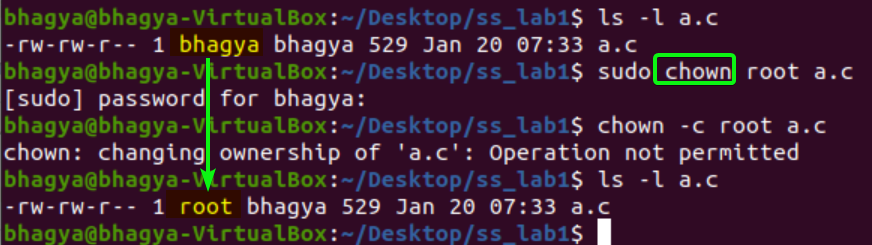 bhagya@bhagya-VirtualBox:~/Desktop/ss_lab1$ ls -l a.c
-rw-rw-r-- 1 bhagya bhagya 529 Jan 20 07:33 a.c
bhagya@bhagya-VirtualBox:~/Desktop/ss_lab1$ sudo chown root a.c
[sudo] password for bhagya:
bhagya@bhagya-VirtualBox:~/Desktop/ss_lab1$ chown -c root a.c
chown: changing ownership of 'a.c': Operation not permitted
bhagya@bhagya-VirtualBox:~/Desktop/ss_lab1$ ls -l a.c
-rw-rw-r-- 1 root bhagya 529 Jan 20 07:33 a.c
bhagya@bhagya-VirtualBox:~/Desktop/ss_lab1$